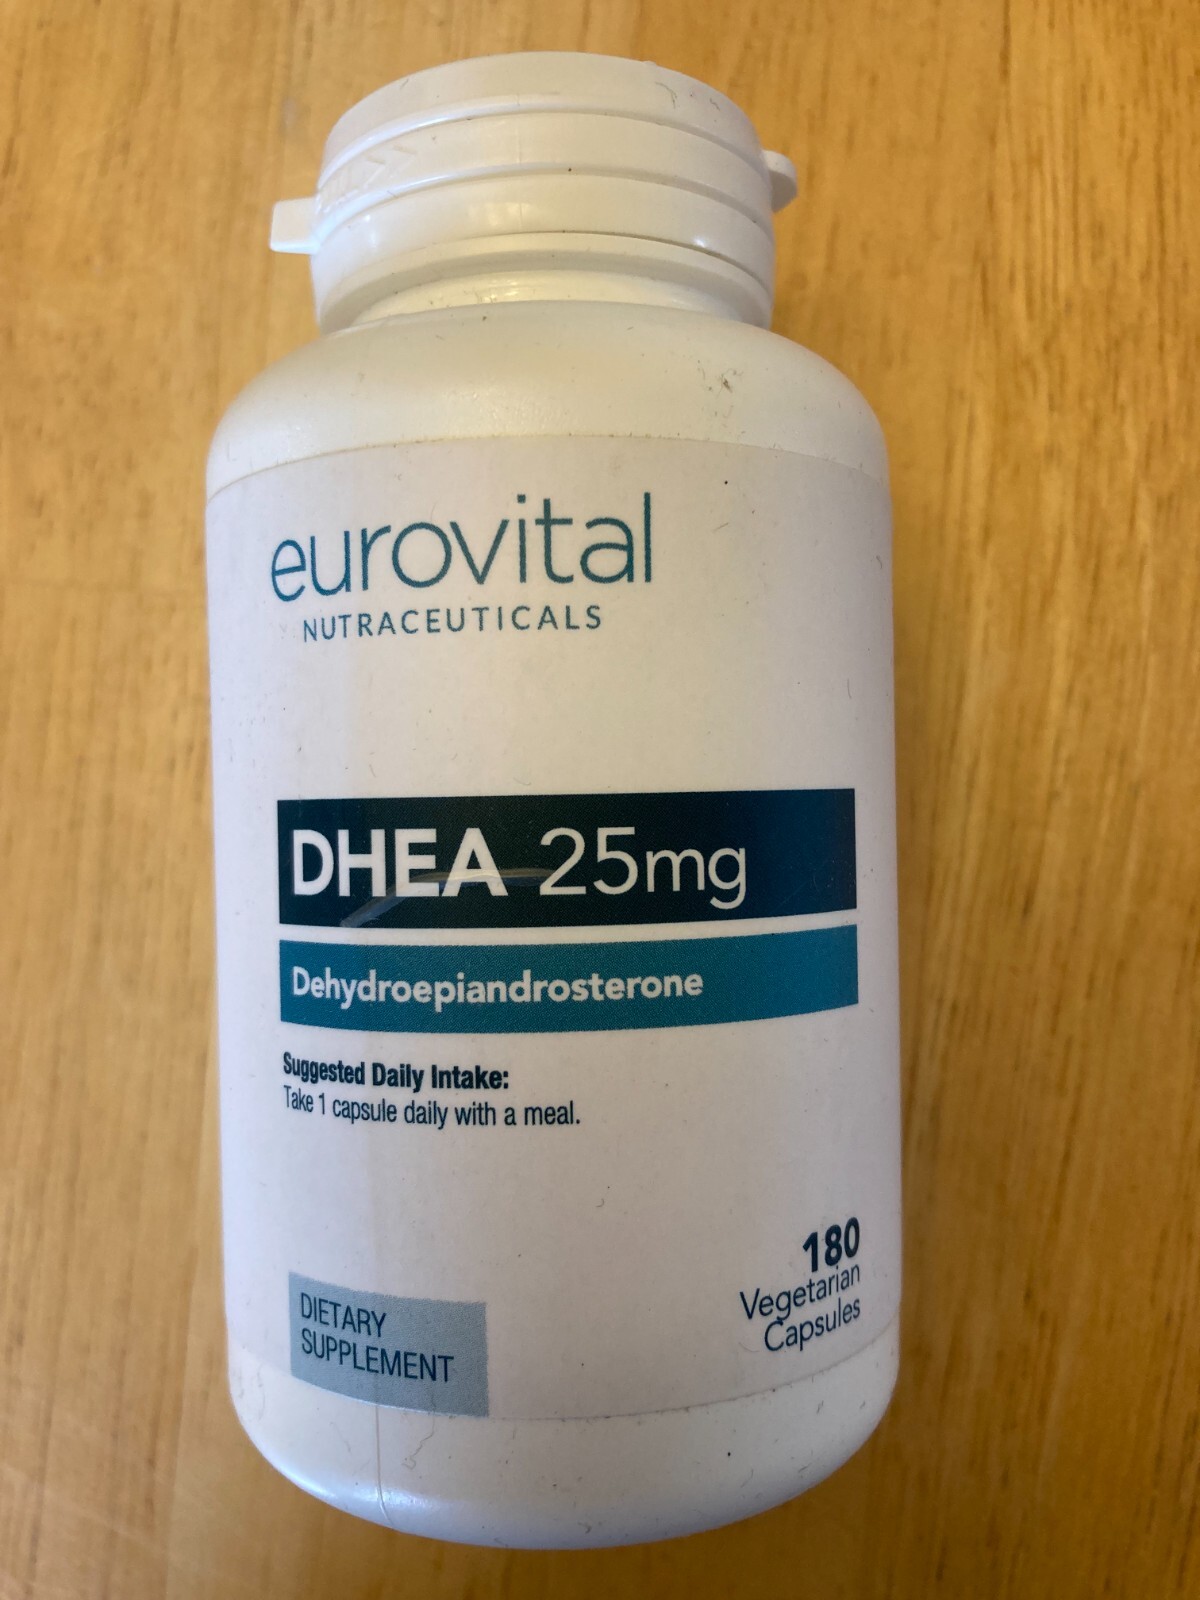 eurovital
NUTRACEUTICALS
DHEA 25mg
Dehydroepiandrosterone
Suggested Daily Intake:
Take 1 capsule daily with a meal.
180
Vegetarian
Capsules
DIETARY
SUPPLEMENT